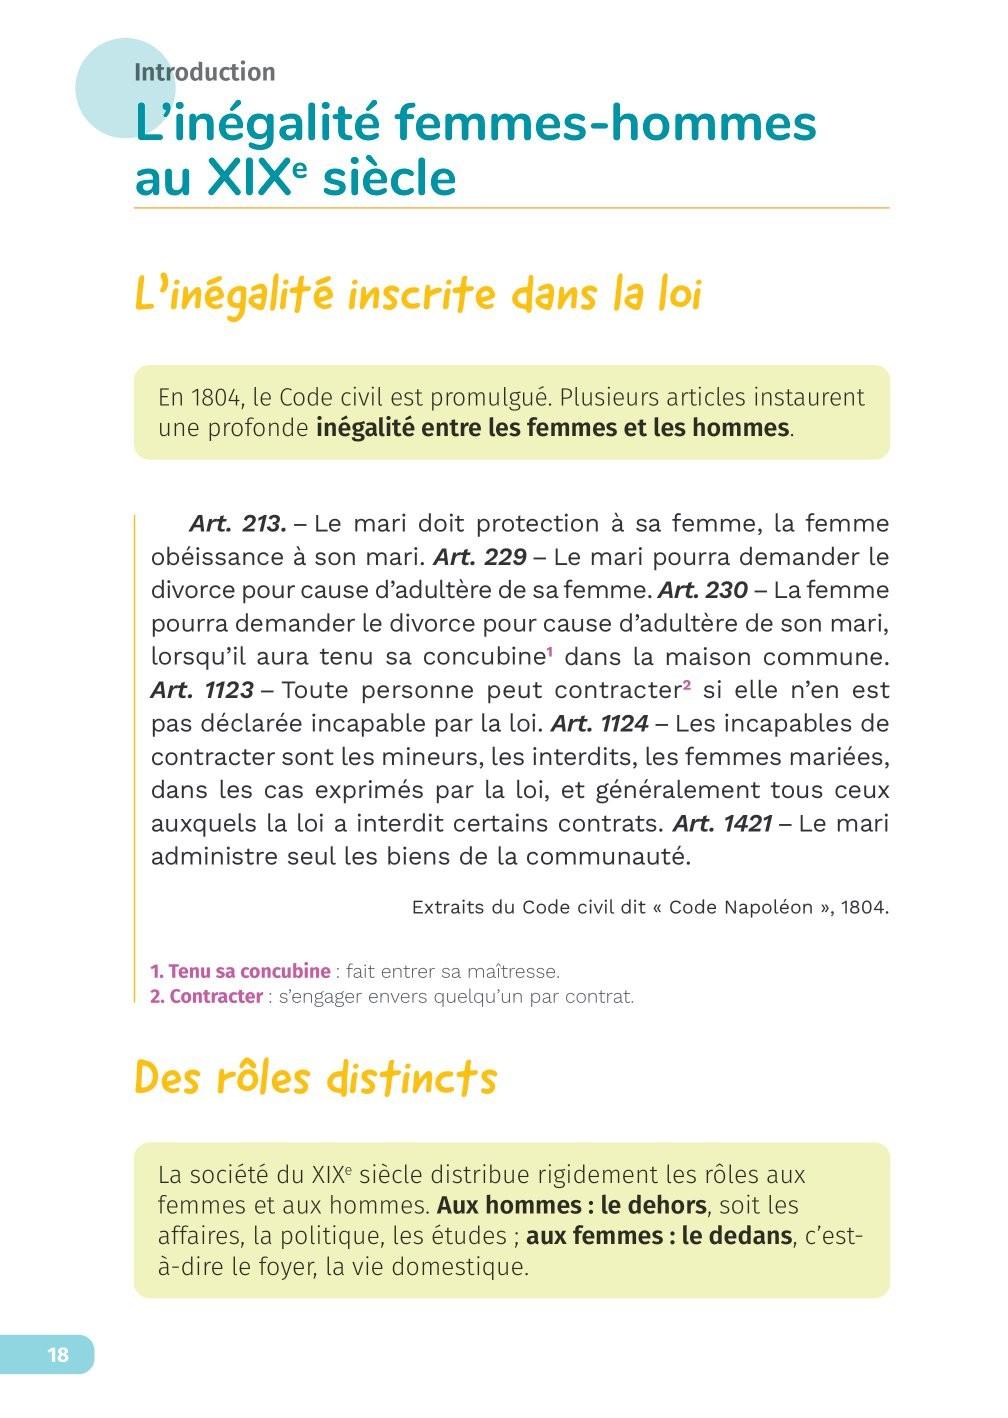 Introduction
L’inégalité femmes-hommes
au XIXe siècle
L’inégalité inscrite dans la loi
En 1804, le Code civil est promulgué. Plusieurs articles instaurent
une profonde inégalité entre les femmes et les hommes.
Art. 213. – Le mari doit protection à sa femme, la femme
obéissance à son mari. Art. 229 – Le mari pourra demander le
divorce pour cause d’adultère de sa femme. Art. 230 – La femme
pourra demander le divorce pour cause d’adultère de son mari,
lorsqu’il aura tenu sa concubine1 dans la maison commune.
Art. 1123 – Toute personne peut contracter2 si elle n’en est
pas déclarée incapable par la loi. Art. 1124 – Les incapables de
contracter sont les mineurs, les interdits, les femmes mariées,
dans les cas exprimés par la loi, et généralement tous ceux
auxquels la loi a interdit certains contrats. Art. 1421 – Le mari
administre seul les biens de la communauté.
Extraits du Code civil dit « Code Napoléon », 1804.
1. Tenu sa concubine : fait entrer sa maîtresse.
2. Contracter : s’engager envers quelqu’un par contrat.
Des rôles distincts
La société du XIXe siècle distribue rigidement les rôles aux
femmes et aux hommes. Aux hommes : le dehors, soit les
affaires, la politique, les études ; aux femmes : le dedans, c’est-
à-dire le foyer, la vie domestique.
18